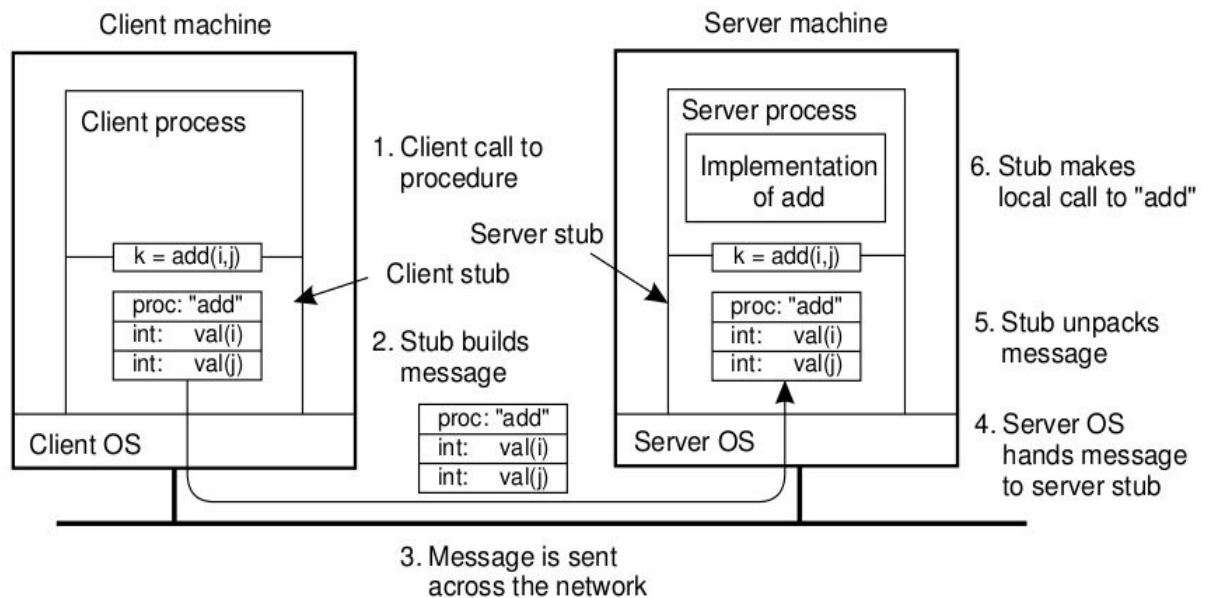 Client machine
Server machine
Client process
1. Client call to
procedure
k = add(i,j)
Client stub
proc: "add"
int: val(i)
int: val(j)
2. Stub builds
message
proc: "add"
int: val(i)
int: val(j)
Client OS
3. Message is sent
across the network
Server process
Implementation
of add
Server stub
k = add(i,j)
proc: "add"
int: val(i)
int: val(j)
Server OS
6. Stub makes
local call to "add"
5. Stub unpacks
message
4. Server OS
hands message
to server stub